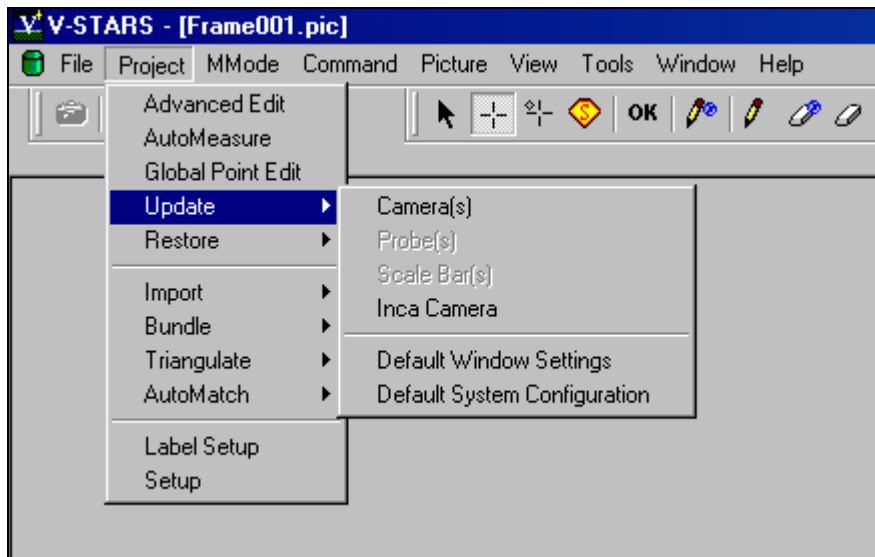 V-STARS - [Frame001.pic]
File Project MMode Command Picture View Tools Window Help
OK
Advanced Edit
AutoMeasure
Global Point Edit
Update
Restore
Import
Bundle
Triangulate
AutoMatch
Label Setup
Setup
Camera(s)
Probe(s)
Scale Bar(s)
Inca Camera
Default Window Settings
Default System Configuration